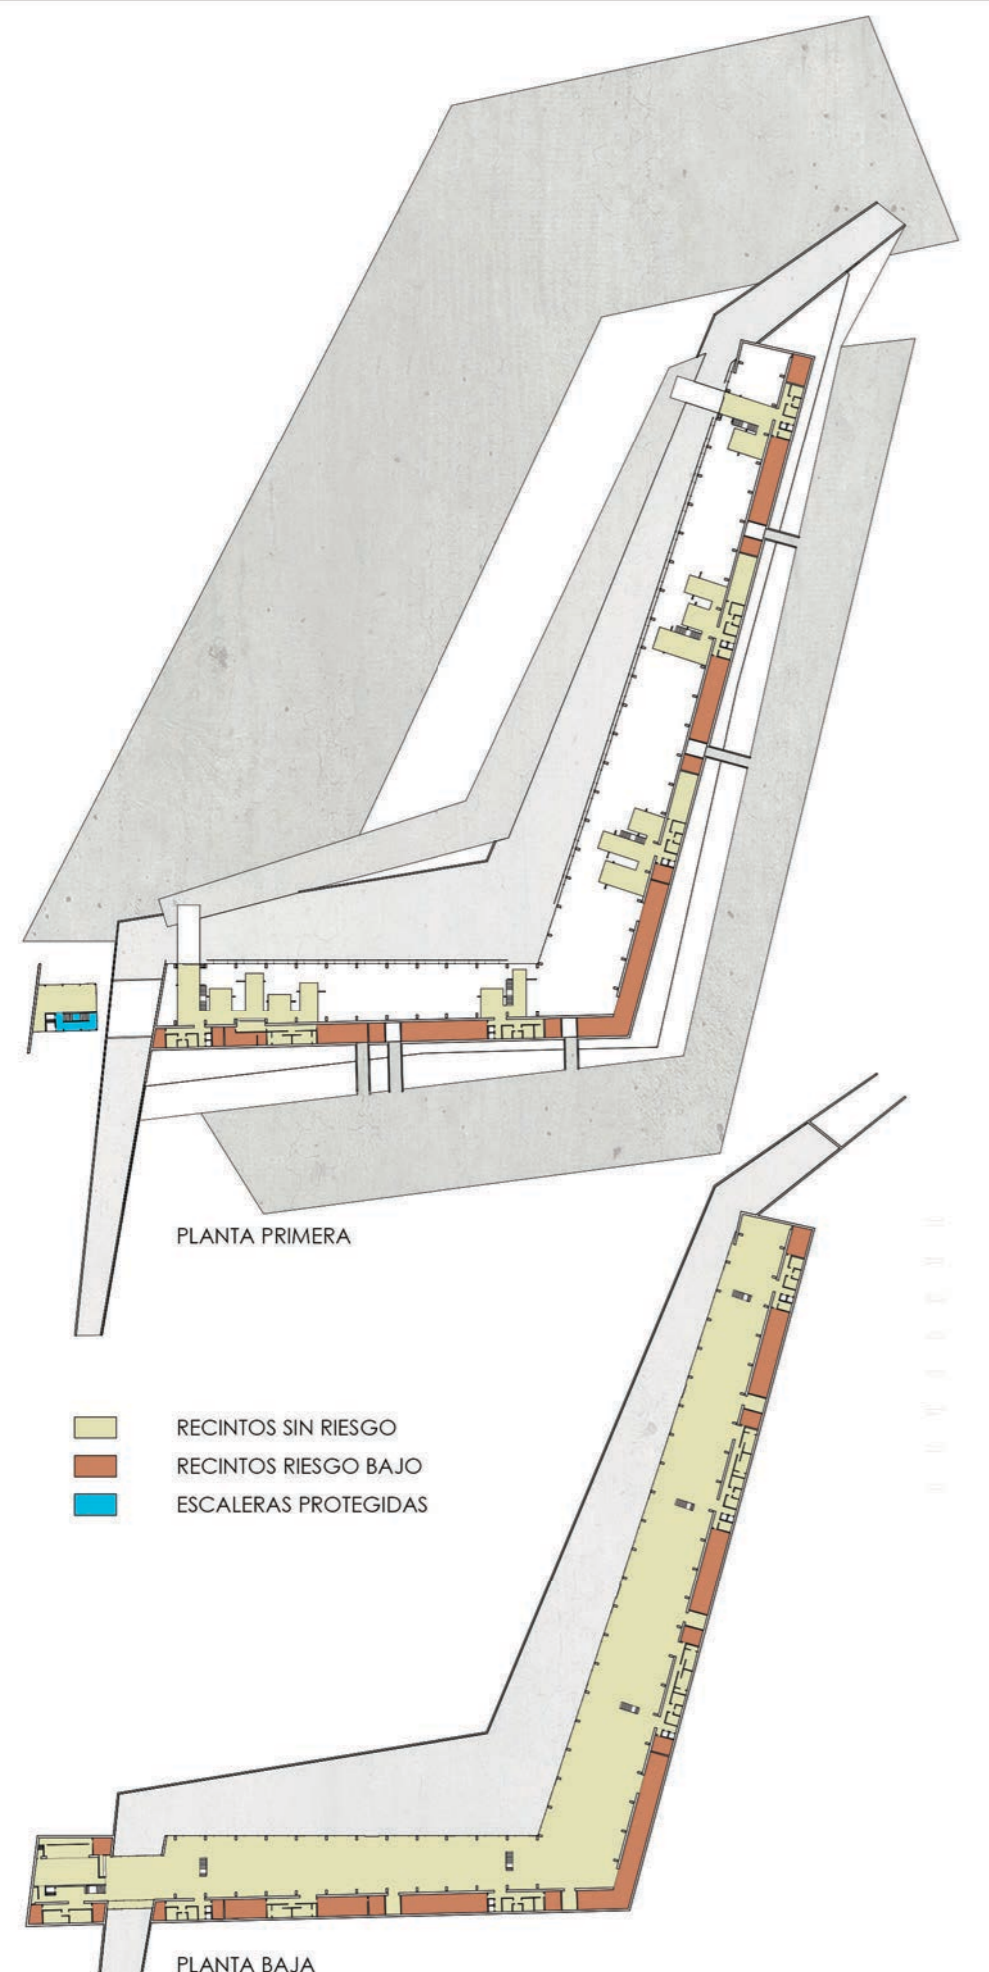 PLANTA PRIMERA
RECINTOS SIN RIESGO
RECINTOS RIESGO BAJO
ESCALERAS PROTEGIDAS
PLANTA BAJA